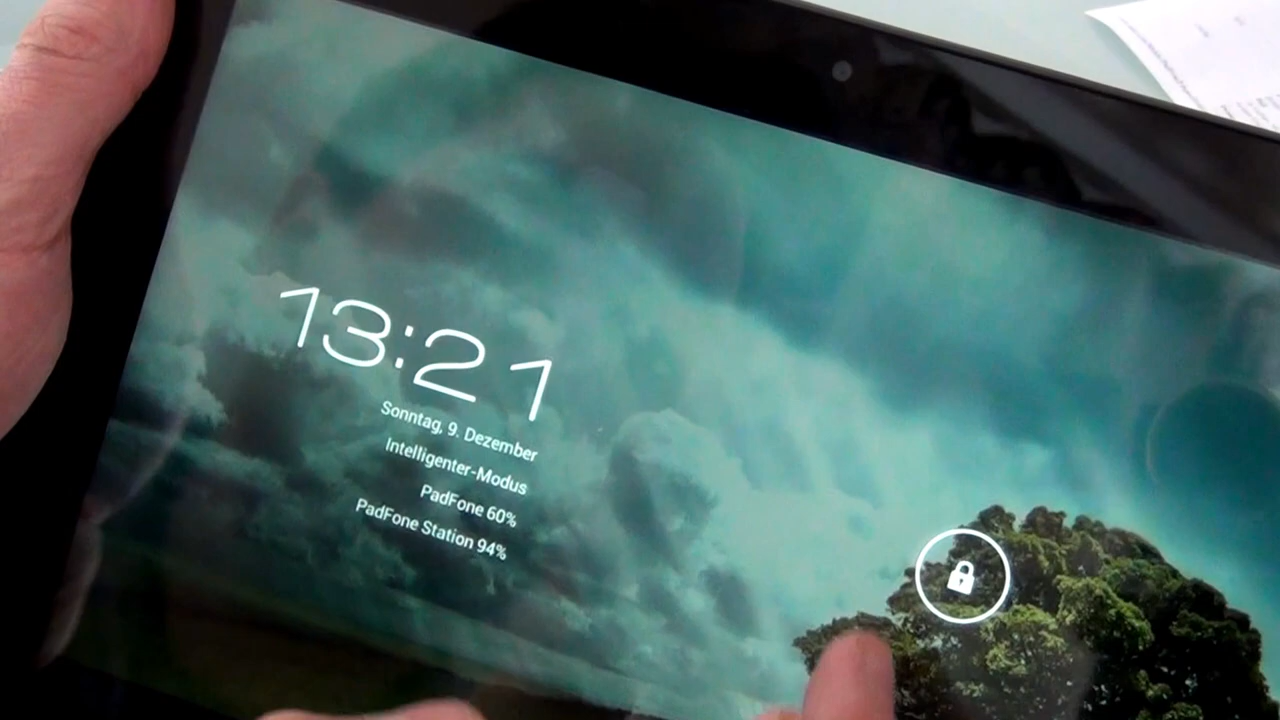 13:21
Sonntag, 9. Dezember
Intelligenter-Modus
PadFone 60%
PadFone Station 94%